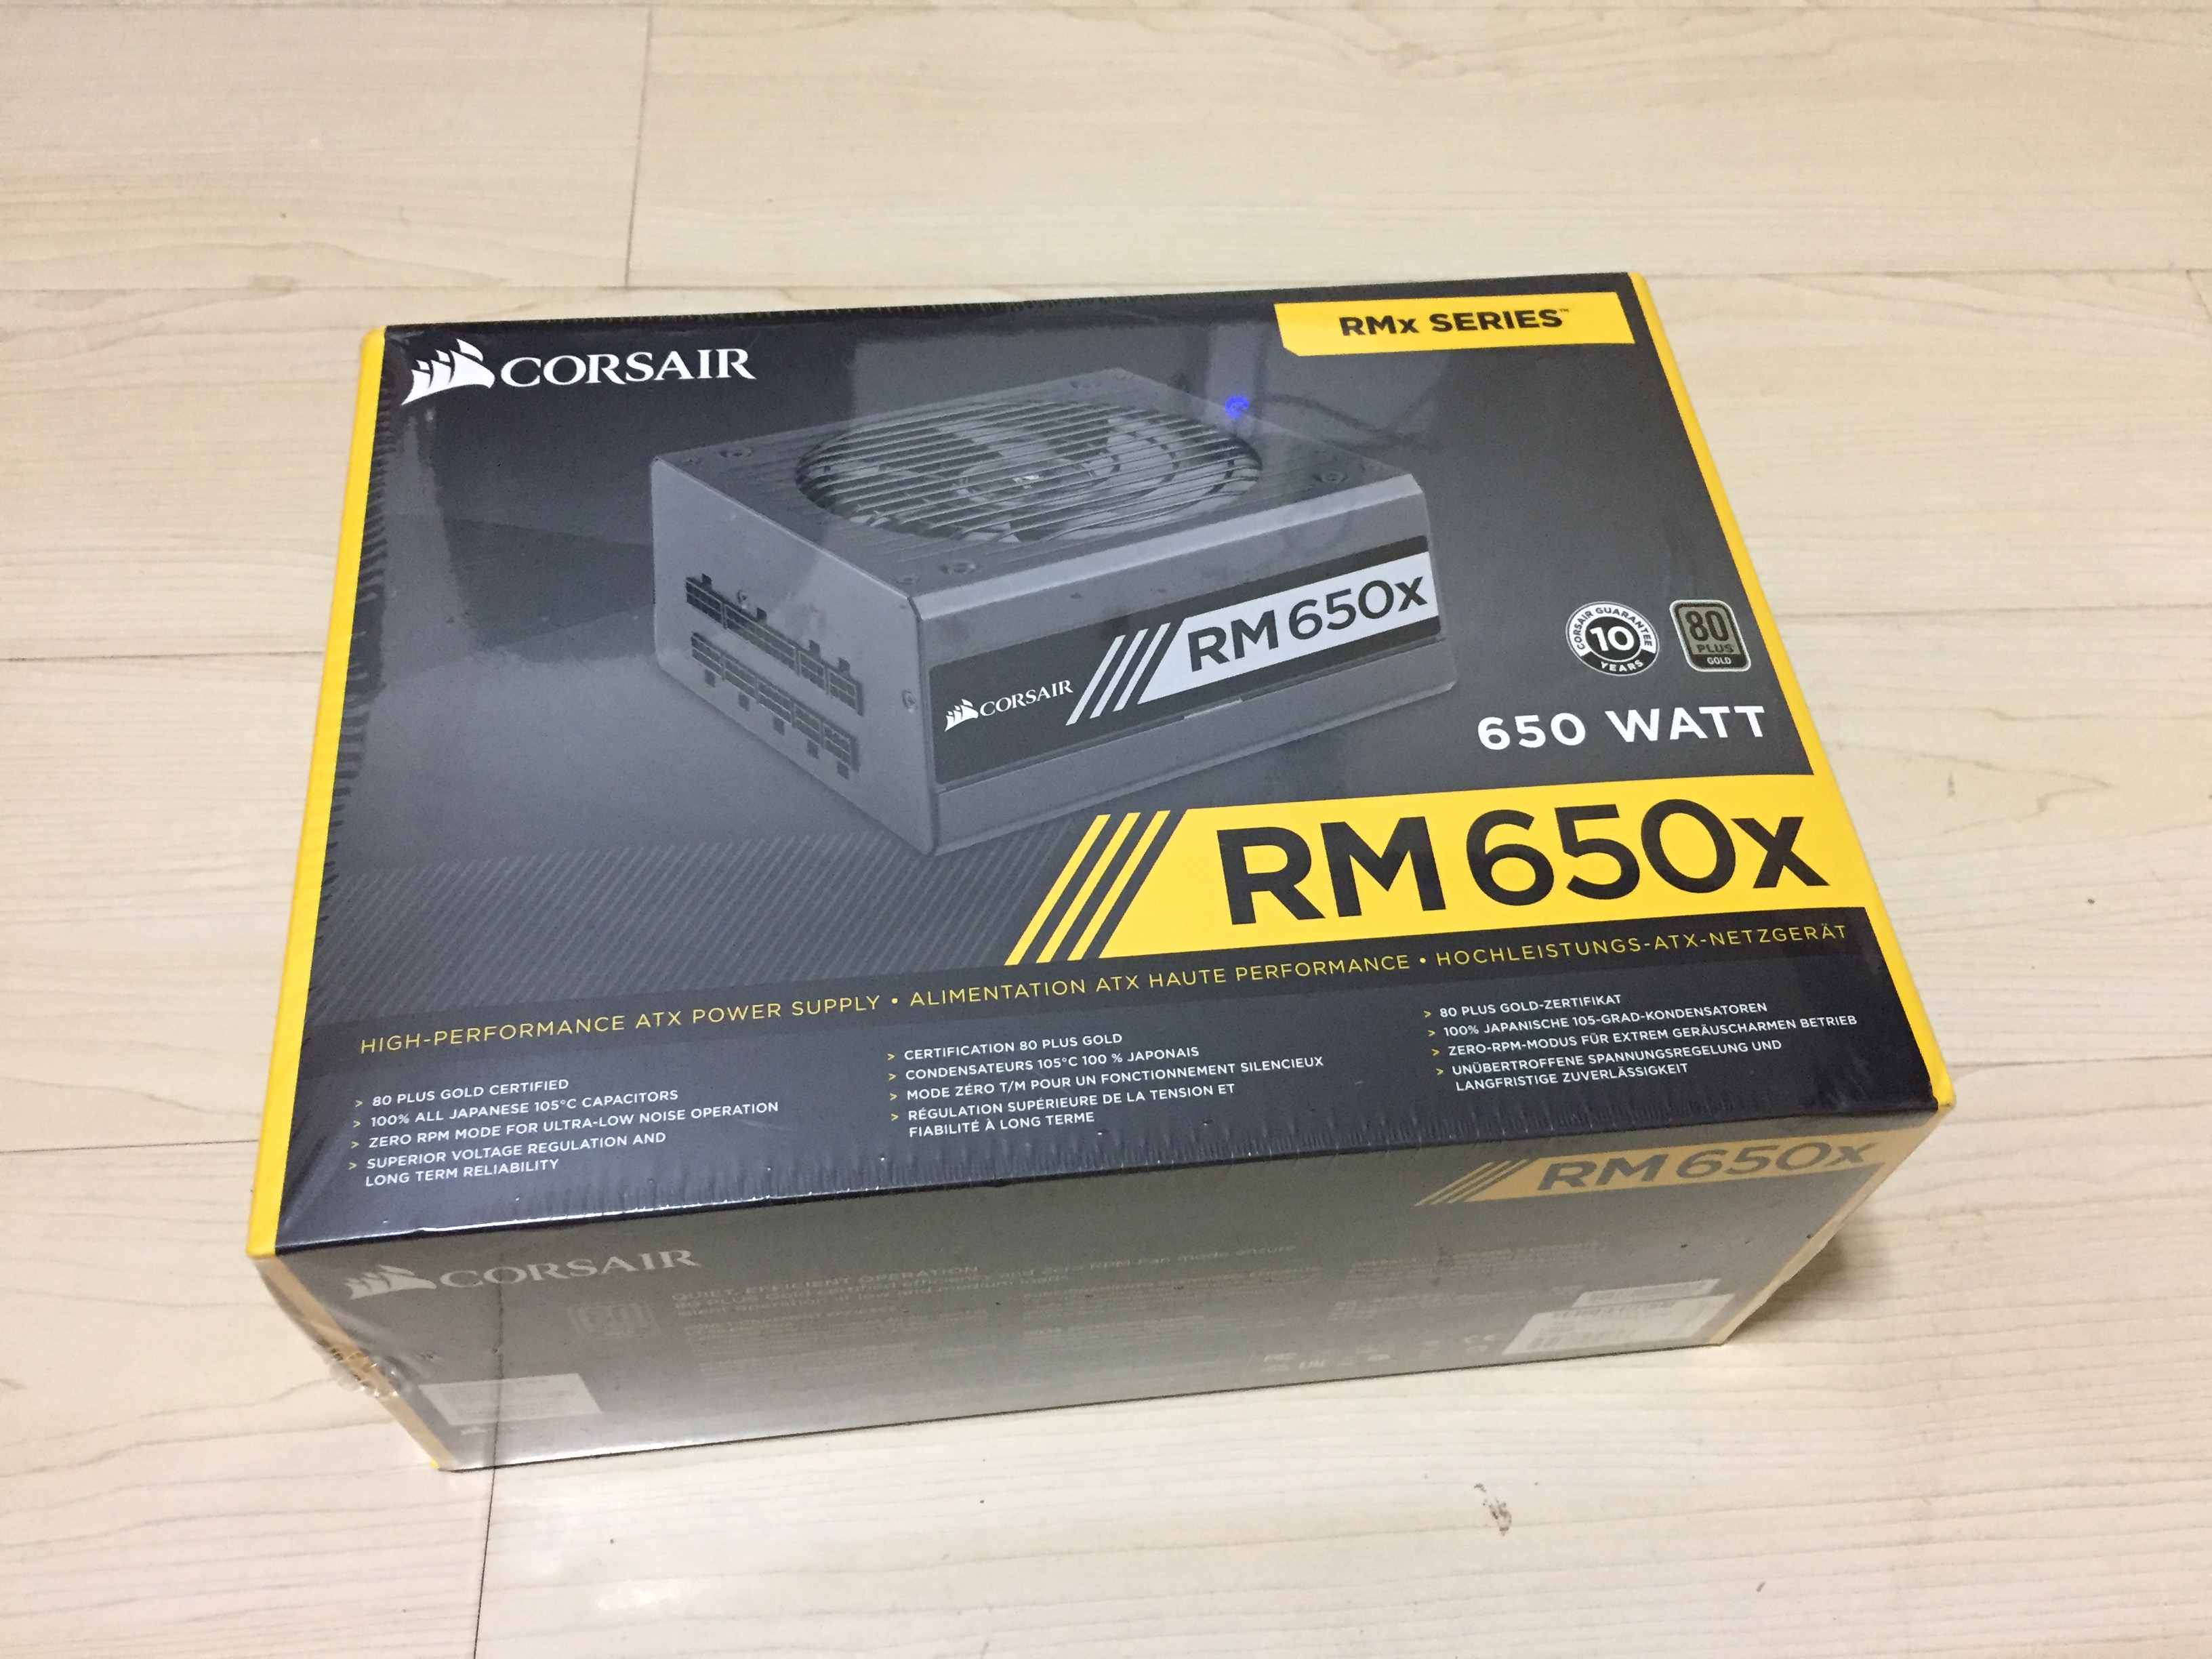 CORSAIR
RMx SERIES™
CORSAIR
RM650x
CORSAIR GUARANTEE
10
YEARS
80
PLUS
GOLD
650 WATT
RM650x
HIGH-PERFORMANCE ATX POWER SUPPLY • ALIMENTATION ATX HAUTE PERFORMANCE • HOCHLEISTUNGS-ATX-NETZGERÄT
> 80 PLUS GOLD CERTIFIED
> 100% ALL JAPANESE 105°C CAPACITORS
> ZERO RPM MODE FOR ULTRA-LOW NOISE OPERATION
> SUPERIOR VOLTAGE REGULATION AND
LONG TERM RELIABILITY
> CERTIFICATION 80 PLUS GOLD
> CONDENSATEURS 105°C 100 % JAPONAIS
> MODE ZÉRO T/M POUR UN FONCTIONNEMENT SILENCIEUX
> RÉGULATION SUPÉRIEURE DE LA TENSION ET
FIABILITÉ À LONG TERME
> 80 PLUS GOLD-ZERTIFIKAT
> 100% JAPANISCHE 105-GRAD-KONDENSATOREN
> ZERO-RPM-MODUS FÜR EXTREM GERÄUSCHARMEN BETRIEB
> UNÜBERTROFFENE SPANNUNGSREGELUNG UND
LANGFRISTIGE ZUVERLÄSSIGKEIT
RM650x
CORSAIR
QUIET, EFFICIENT OPERATION